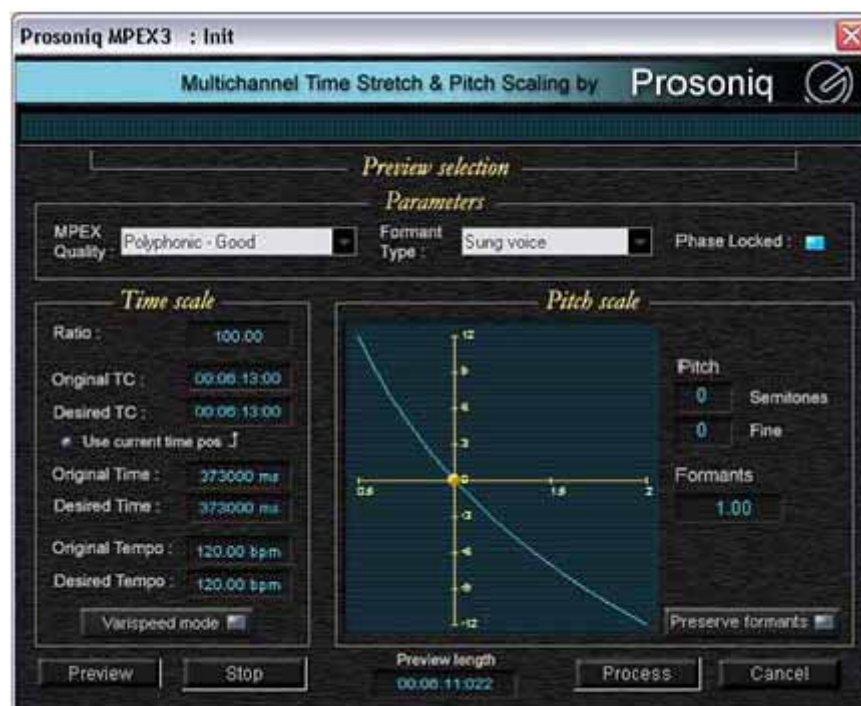 Prosoniq MPEX3 : Init
Multichannel Time Stretch & Pitch Scaling by Prosoniq
Preview selection
Parameters
MPEX Quality : Polyphonic - Good
Formant Type : Sung voice
Phase Locked :
Time scale
Ratio : 100.00
Original TC : 00:06:13:00
Desired TC : 00:06:13:00
Use current time pos
Original Time : 373000 ms
Desired Time : 373000 ms
Original Tempo : 120.00 bpm
Desired Tempo : 120.00 bpm
Varispeed mode
Pitch scale
12
9
6
3
0
0.5
1.5
2
-3
-6
-9
-12
Pitch
0 Semitones
0 Fine
Formants
1.00
Preserve formants
Preview
Stop
Preview length
00:06:11:022
Process
Cancel